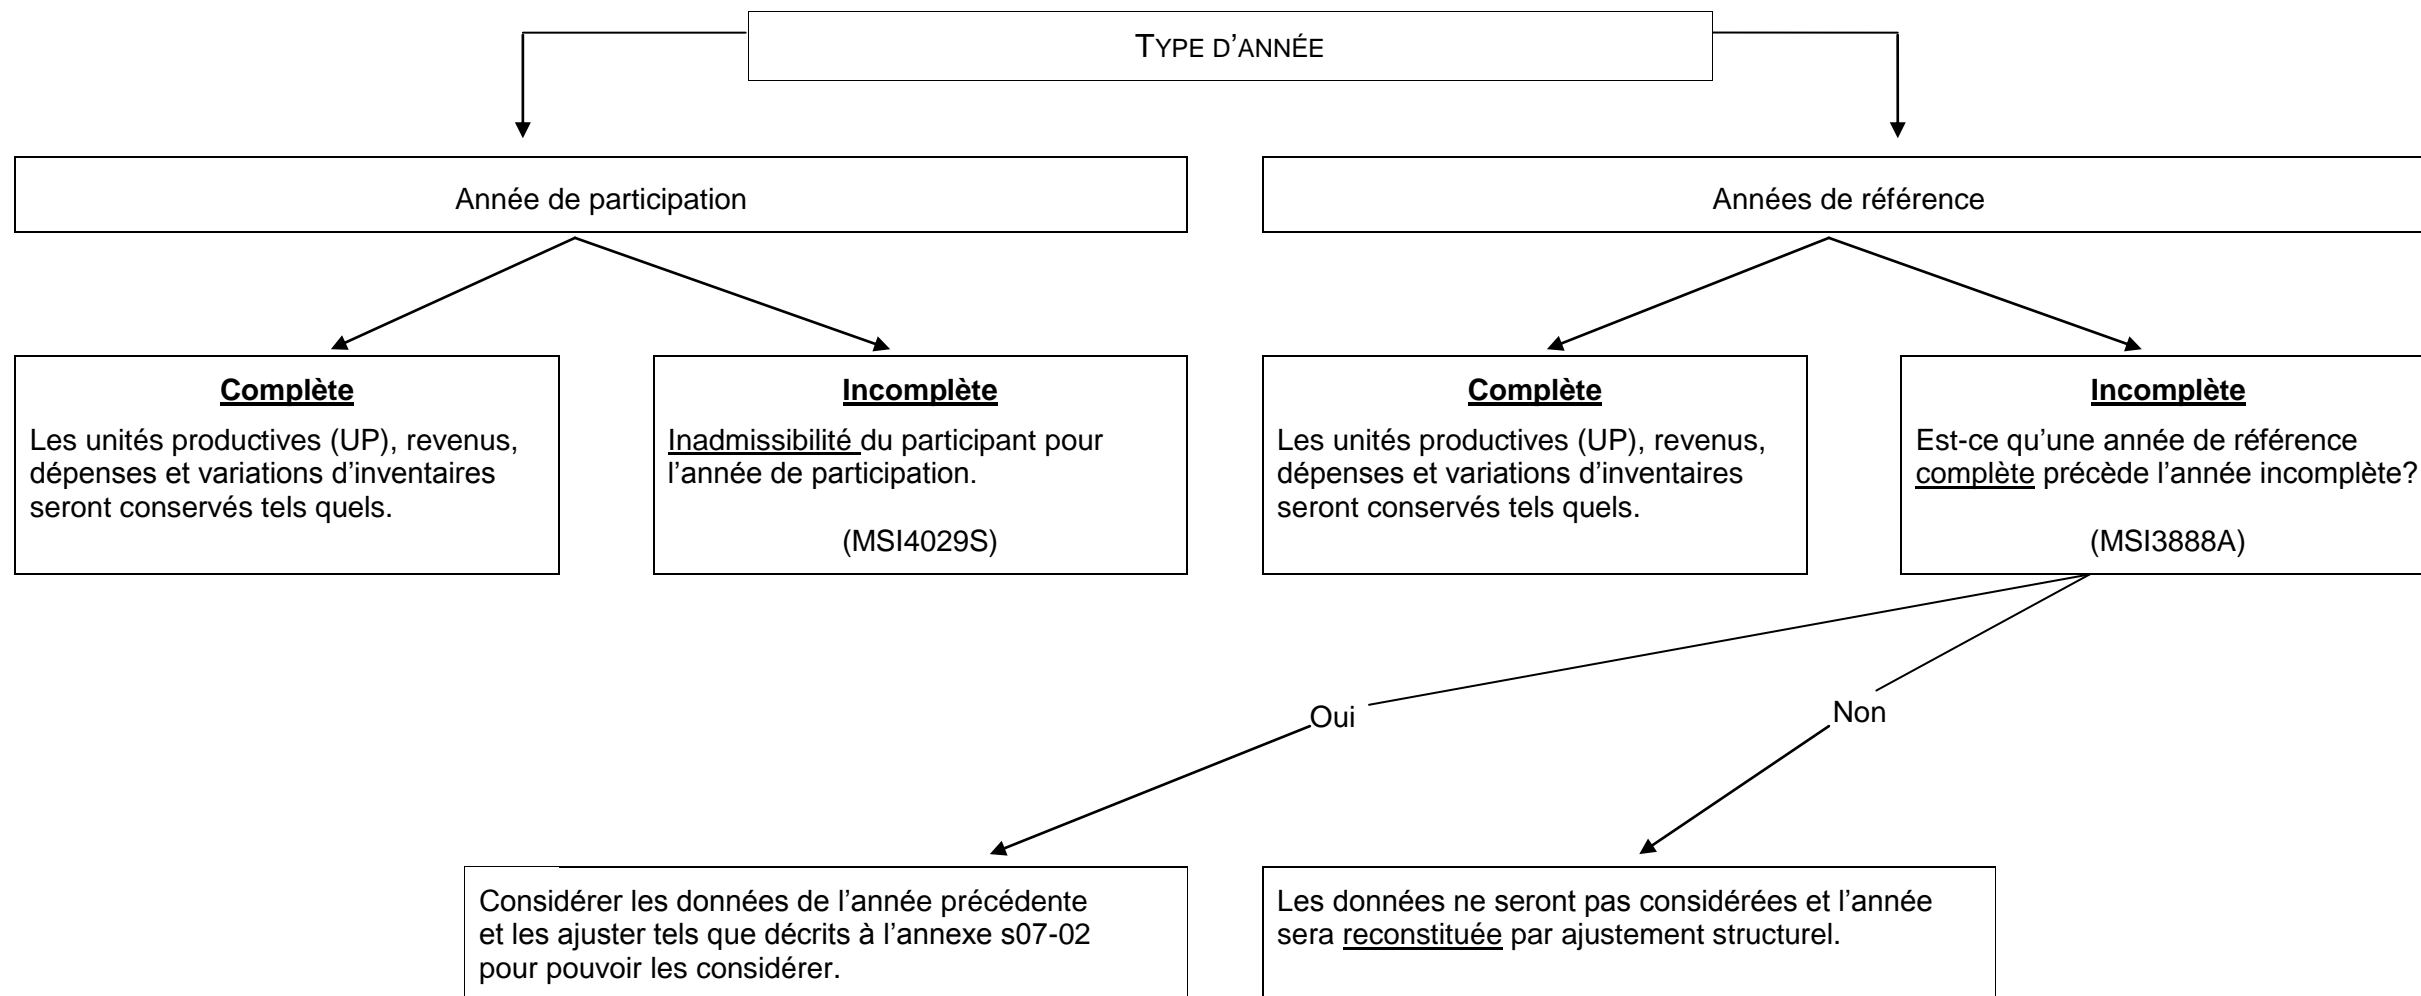 TYPE D’ANNÉE
Année de participation
Années de référence
Complète
Les unités productives (UP), revenus,
dépenses et variations d’inventaires
seront conservés tels quels.
Incomplète
Inadmissibilité du participant pour
l’année de participation.
(MSI4029S)
Complète
Les unités productives (UP), revenus,
dépenses et variations d’inventaires
seront conservés tels quels.
Incomplète
Est-ce qu’une année de référence
complète précède l’année incomplète?
(MSI3888A)
Oui
Non
Considérer les données de l’année précédente
et les ajuster tels que décrits à l’annexe s07-02
pour pouvoir les considérer.
Les données ne seront pas considérées et l’année
sera reconstituée par ajustement structurel.